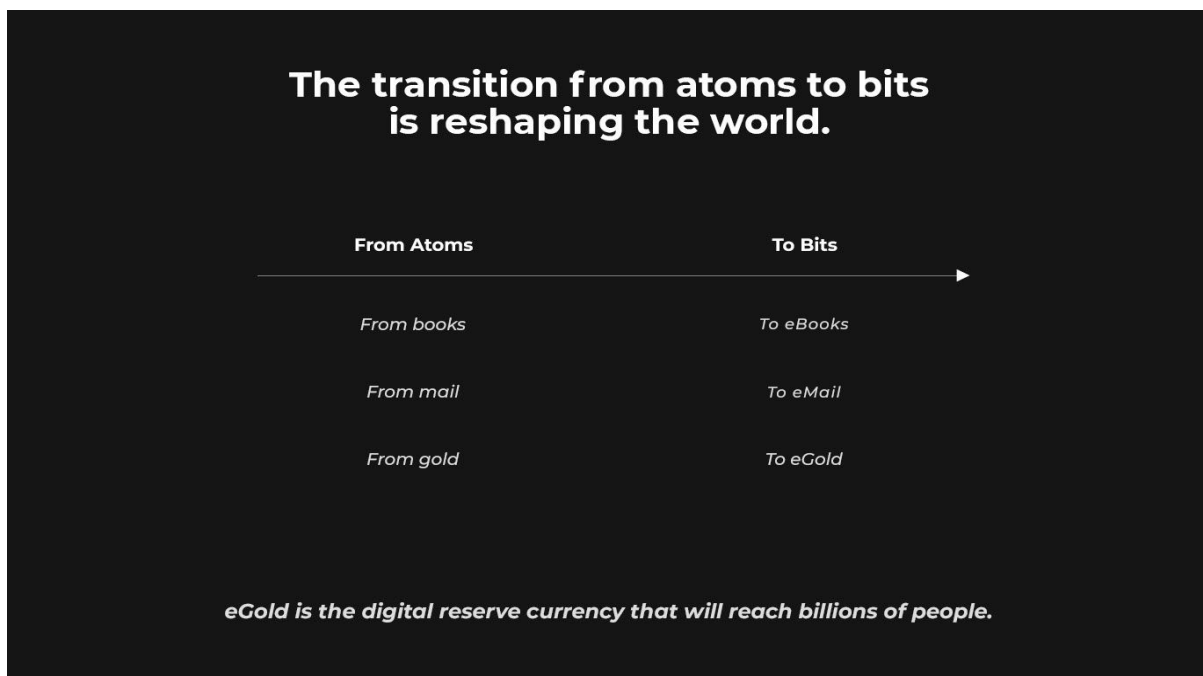 The transition from atoms to bits
is reshaping the world.
From Atoms
To Bits
From books
To eBooks
From mail
To eMail
From gold
To eGold
eGold is the digital reserve currency that will reach billions of people.